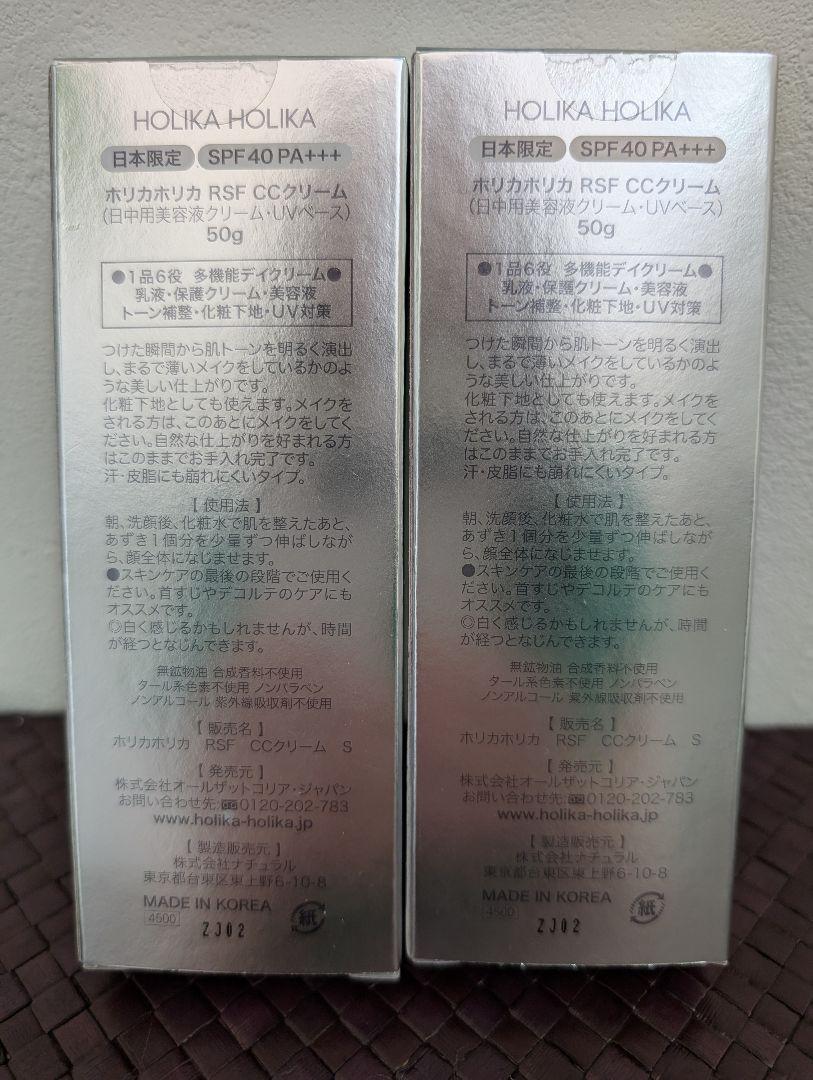 HOLIKA HOLIKA
日本限定 SPF40 PA+++
ホリカホリカ RSF CCクリーム
(日中用美容液クリーム・UVベース)
50g
●1品6役 多機能デイクリーム●
乳液・保護クリーム・美容液
トーン補整・化粧下地・UV対策
つけた瞬間から肌トーンを明るく演出
し、まるで薄いメイクをしているかのよ
うな美しい仕上がりです。
化粧下地としても使えます。メイクを
される方は、このあとにメイクをしてく
ださい。自然な仕上がりを好まれる方
はこのままでお手入れ完了です。
汗・皮脂にも崩れにくいタイプ。
【使用法】
朝、洗顔後、化粧水で肌を整えたあと、
あずき1個分を少量ずつ伸ばしなが
ら、顔全体になじませます。
●スキンケアの最後の段階でご使用く
ださい。首すじやデコルテのケアにも
オススメです。
◎白く感じるかもしれませんが、時間
が経つとなじんできます。
無鉱物油 合成香料不使用
タール系色素不使用 ノンパラベン
ノンアルコール 紫外線吸収剤不使用
【販売名】
ホリカホリカ RSF CCクリーム S
【発売元】
株式会社オールザットコリア・ジャパン
お問い合わせ先:0120-202-783
www.holika-holika.jp
【製造販売元】
株式会社ナチュラル
東京都台東区東上野6-10-8
MADE IN KOREA
4500 ZJ02 紙
HOLIKA HOLIKA
日本限定 SPF40 PA+++
ホリカホリカ RSF CCクリーム
(日中用美容液クリーム・UVベース)
50g
●1品6役 多機能デイクリーム●
乳液・保護クリーム・美容液
トーン補整・化粧下地・UV対策
つけた瞬間から肌トーンを明るく演出
し、まるで薄いメイクをしているかのよ
うな美しい仕上がりです。
化粧下地としても使えます。メイクを
される方は、このあとにメイクをしてく
ださい。自然な仕上がりを好まれる方
はこのままでお手入れ完了です。
汗・皮脂にも崩れにくいタイプ。
【使用法】
朝、洗顔後、化粧水で肌を整えたあと、
あずき1個分を少量ずつ伸ばしなが
ら、顔全体になじませます。
●スキンケアの最後の段階でご使用く
ださい。首すじやデコルテのケアにも
オススメです。
◎白く感じるかもしれませんが、時間
が経つとなじんできます。
無鉱物油 合成香料不使用
タール系色素不使用 ノンパラベン
ノンアルコール 紫外線吸収剤不使用
【販売名】
ホリカホリカ RSF CCクリーム S
【発売元】
株式会社オールザットコリア・ジャパン
お問い合わせ先:0120-202-783
www.holika-holika.jp
【製造販売元】
株式会社ナチュラル
東京都台東区東上野6-10-8
MADE IN KOREA
4500 ZJ02 紙